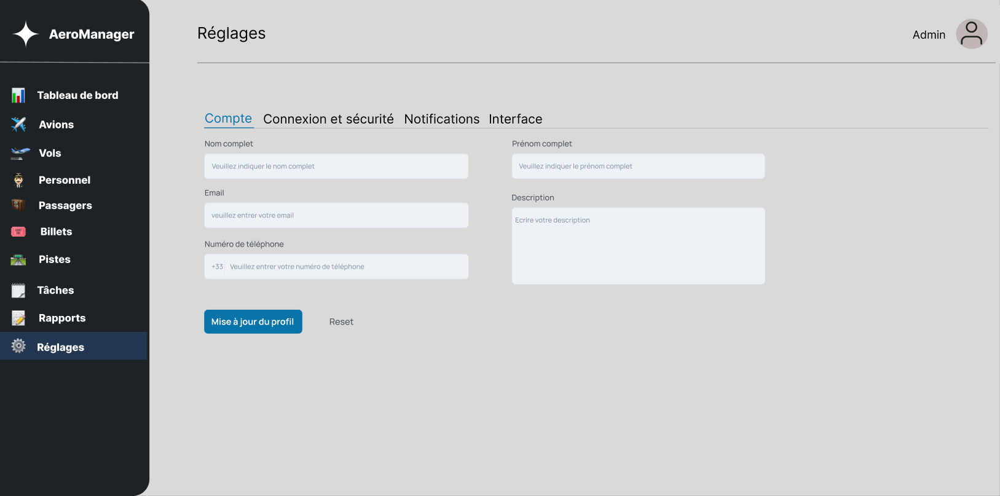 AeroManager
Tableau de bord
Avions
Vols
Personnel
Passagers
Billets
Pistes
Tâches
Rapports
Réglages
Réglages
Admin
Compte Connexion et sécurité Notifications Interface
Nom complet
Veuillez indiquer le nom complet
Prénom complet
Veuillez indiquer le prénom complet
Email
veuillez entrer votre email
Description
Ecrire votre description
Numéro de téléphone
+33 Veuillez entrer votre numéro de téléphone
Mise à jour du profil
Reset